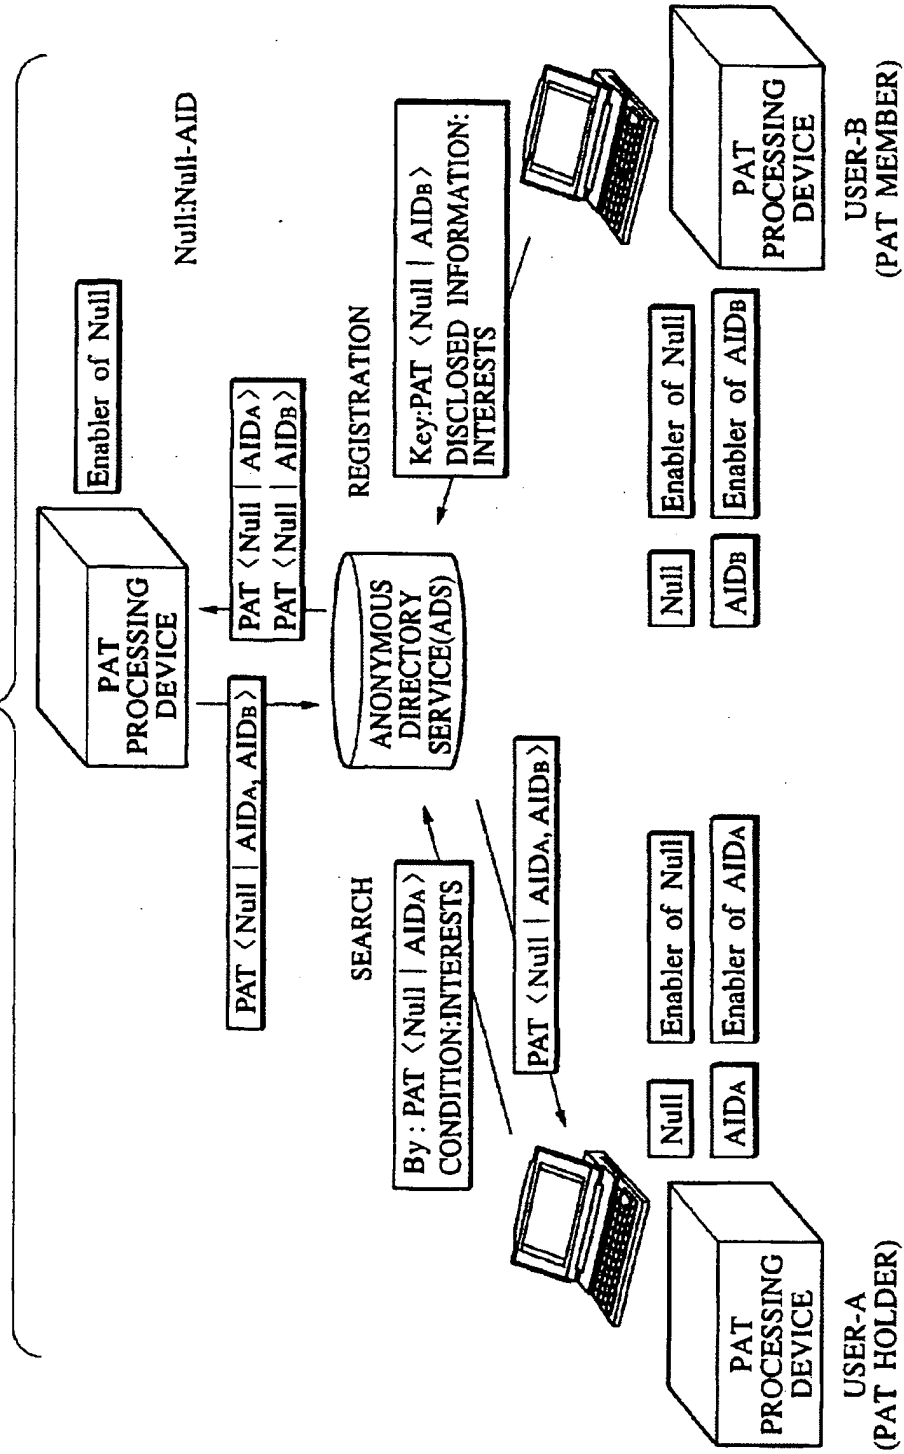 Enabler of Null
Null:Null-AID
PAT
PROCESSING
DEVICE
PAT <Null | AIDA, AIDB>
PAT <Null | AIDA>
PAT <Null | AIDB>
SEARCH
REGISTRATION
ANONYMOUS
DIRECTORY
SERVICE(ADS)
By : PAT <Null | AIDA>
CONDITION:INTERESTS
Key:PAT <Null | AIDB>
DISCLOSED INFORMATION:
INTERESTS
PAT <Null | AIDA, AIDB>
Null
Enabler of Null
AIDA
Enabler of AIDA
Null
Enabler of Null
AIDB
Enabler of AIDB
PAT
PROCESSING
DEVICE
USER-A
(PAT HOLDER)
PAT
PROCESSING
DEVICE
USER-B
(PAT MEMBER)